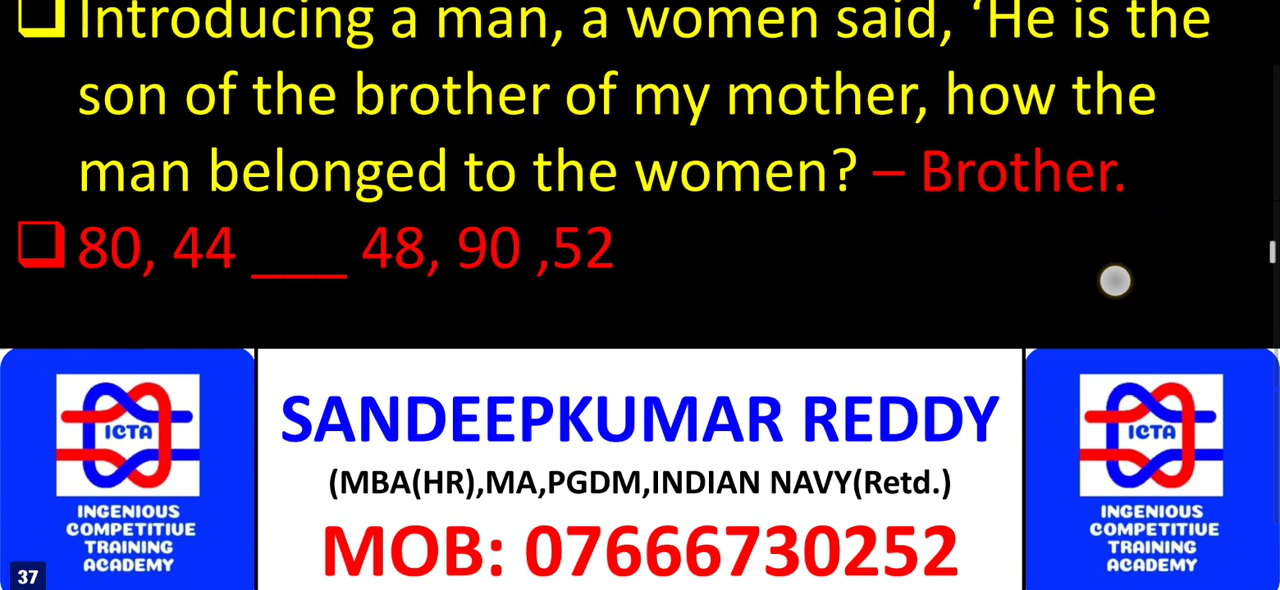 Introducing a man, a women said, ‘He is the
son of the brother of my mother, how the
man belonged to the women? – Brother.
80, 44 ___ 48, 90 ,52
ICTA
INGENIOUS
COMPETITIUE
TRAINING
ACADEMY
37
SANDEEPKUMAR REDDY
(MBA(HR),MA,PGDM,INDIAN NAVY(Retd.)
MOB: 07666730252
ICTA
INGENIOUS
COMPETITIUE
TRAINING
ACADEMY